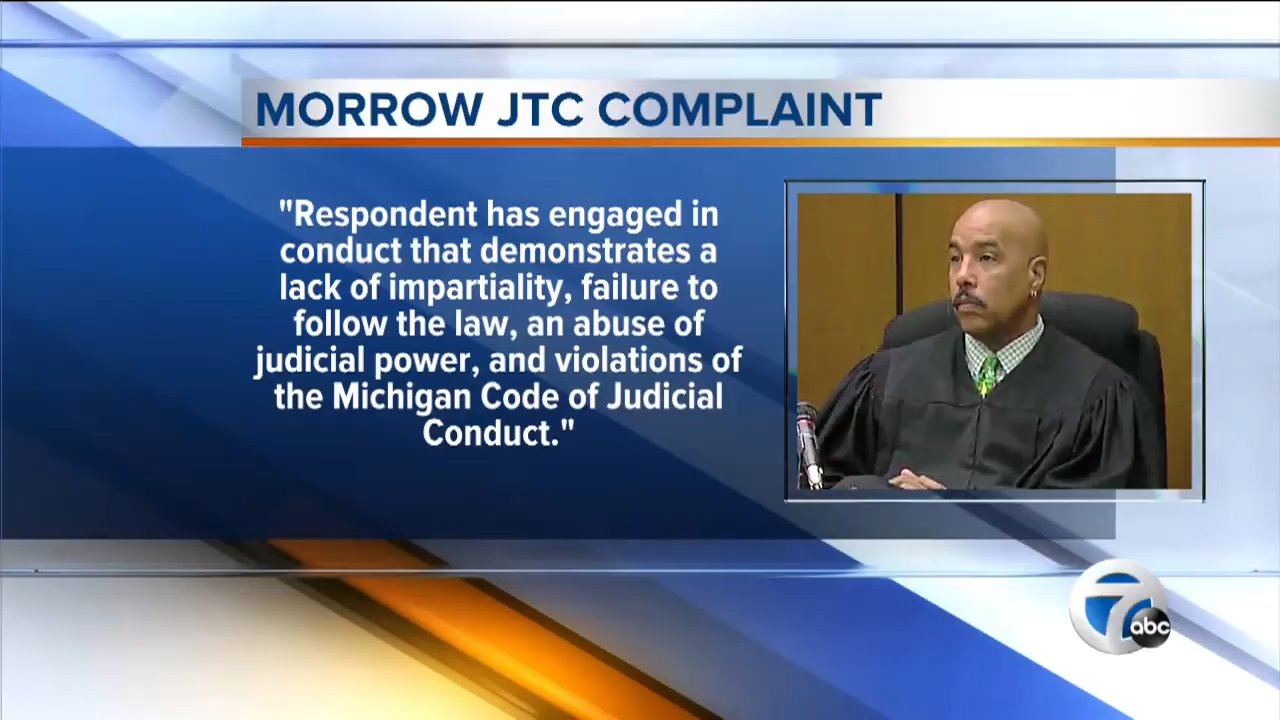 MORROW JTC COMPLAINT
"Respondent has engaged in
conduct that demonstrates a
lack of impartiality, failure to
follow the law, an abuse of
judicial power, and violations of
the Michigan Code of Judicial
Conduct."
7
abc